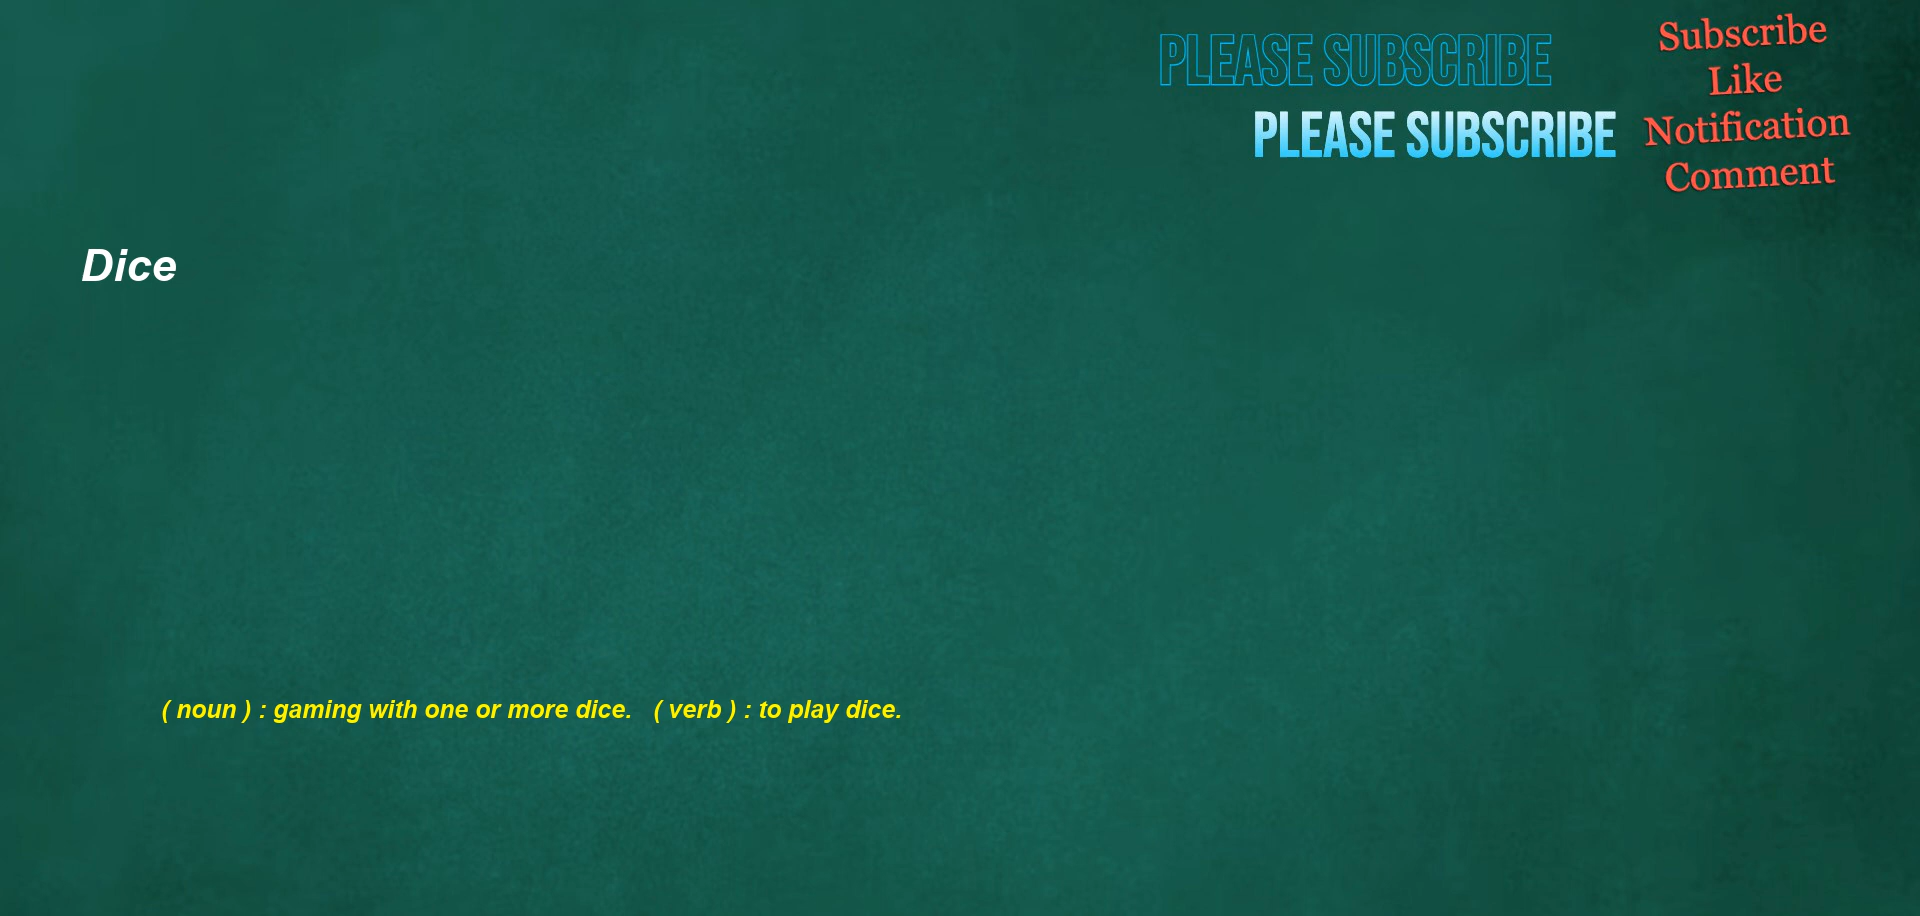 PLEASE SUBSCRIBE
PLEASE SUBSCRIBE
Subscribe
Like
Notification
Comment
Dice
( noun ) : gaming with one or more dice.   ( verb ) : to play dice.